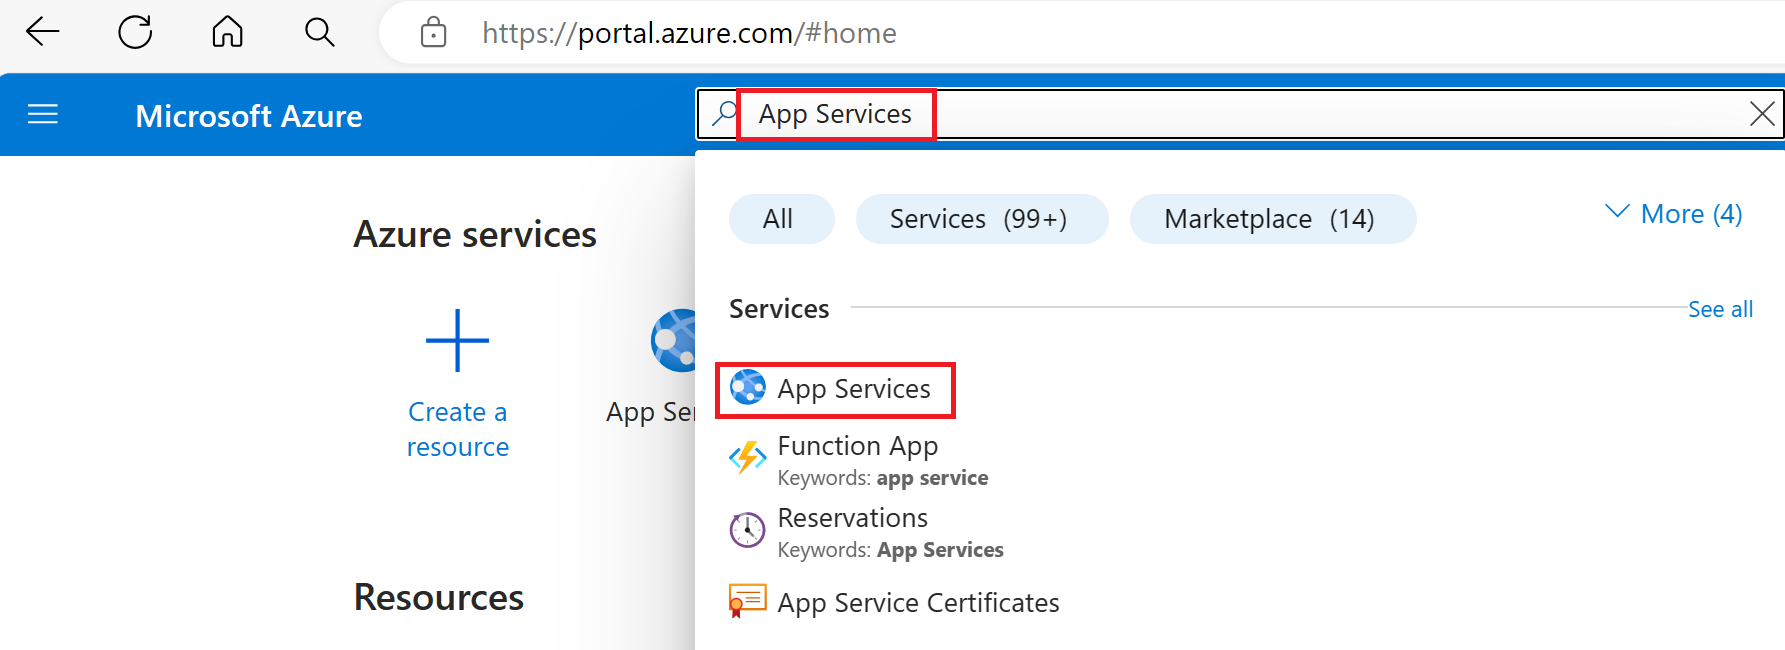 https://portal.azure.com/#home
Microsoft Azure
App Services
All
Services (99+)
Marketplace (14)
More (4)
Azure services
Services
See all
Create a
resource
App Ser
App Services
Function App
Keywords: app service
Reservations
Keywords: App Services
App Service Certificates
Resources